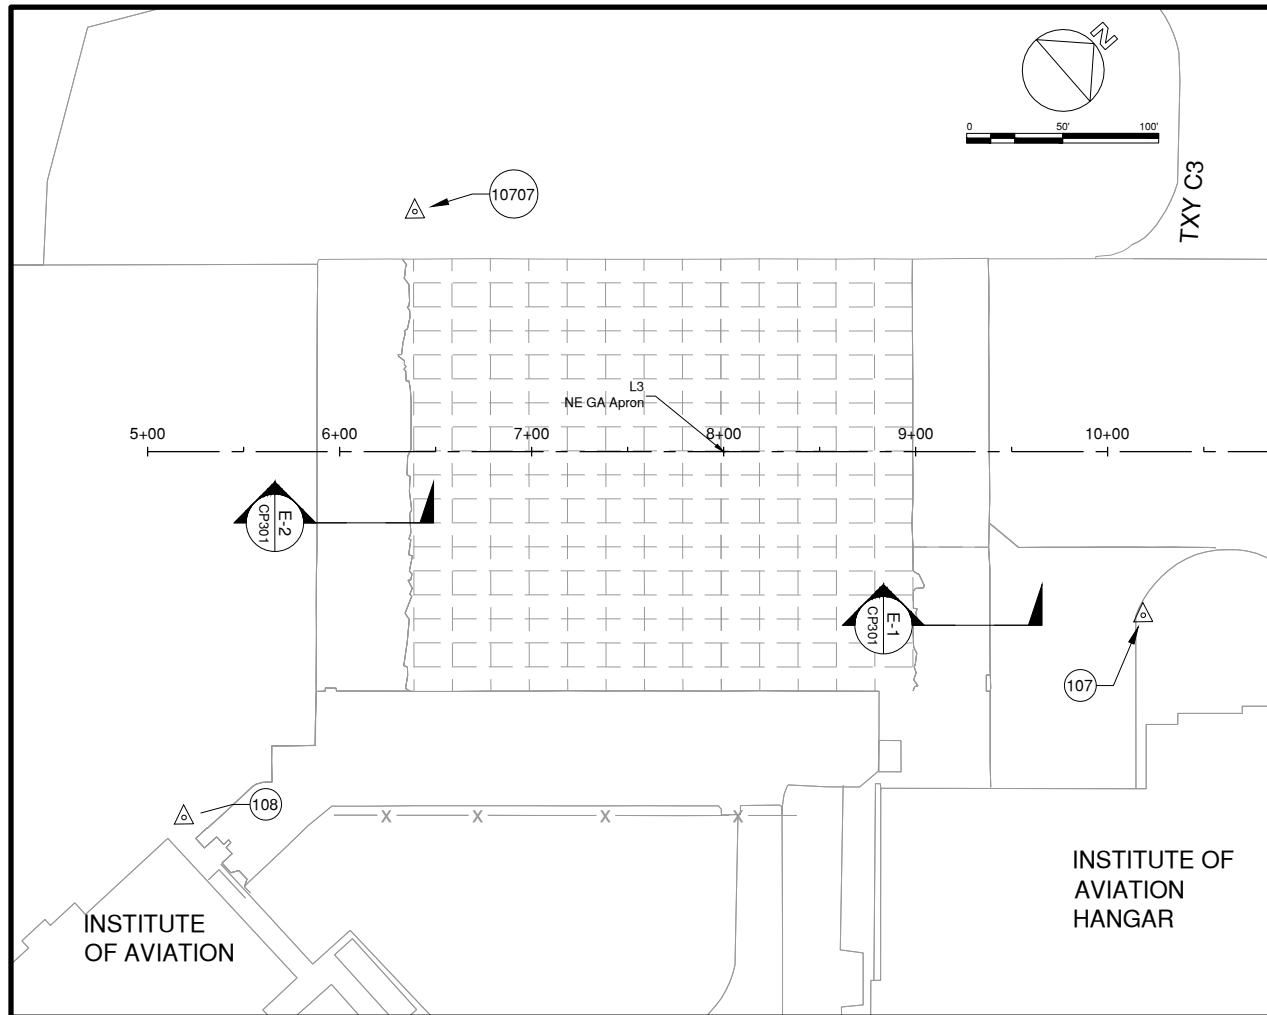 N
0 50' 100'
TXY C3
10707
L3
NE GA Apron
5+00 6+00 7+00 8+00 9+00 10+00
E-2
CP301
E-1
CP301
107
108
X X X X
INSTITUTE
OF AVIATION
INSTITUTE OF
AVIATION
HANGAR